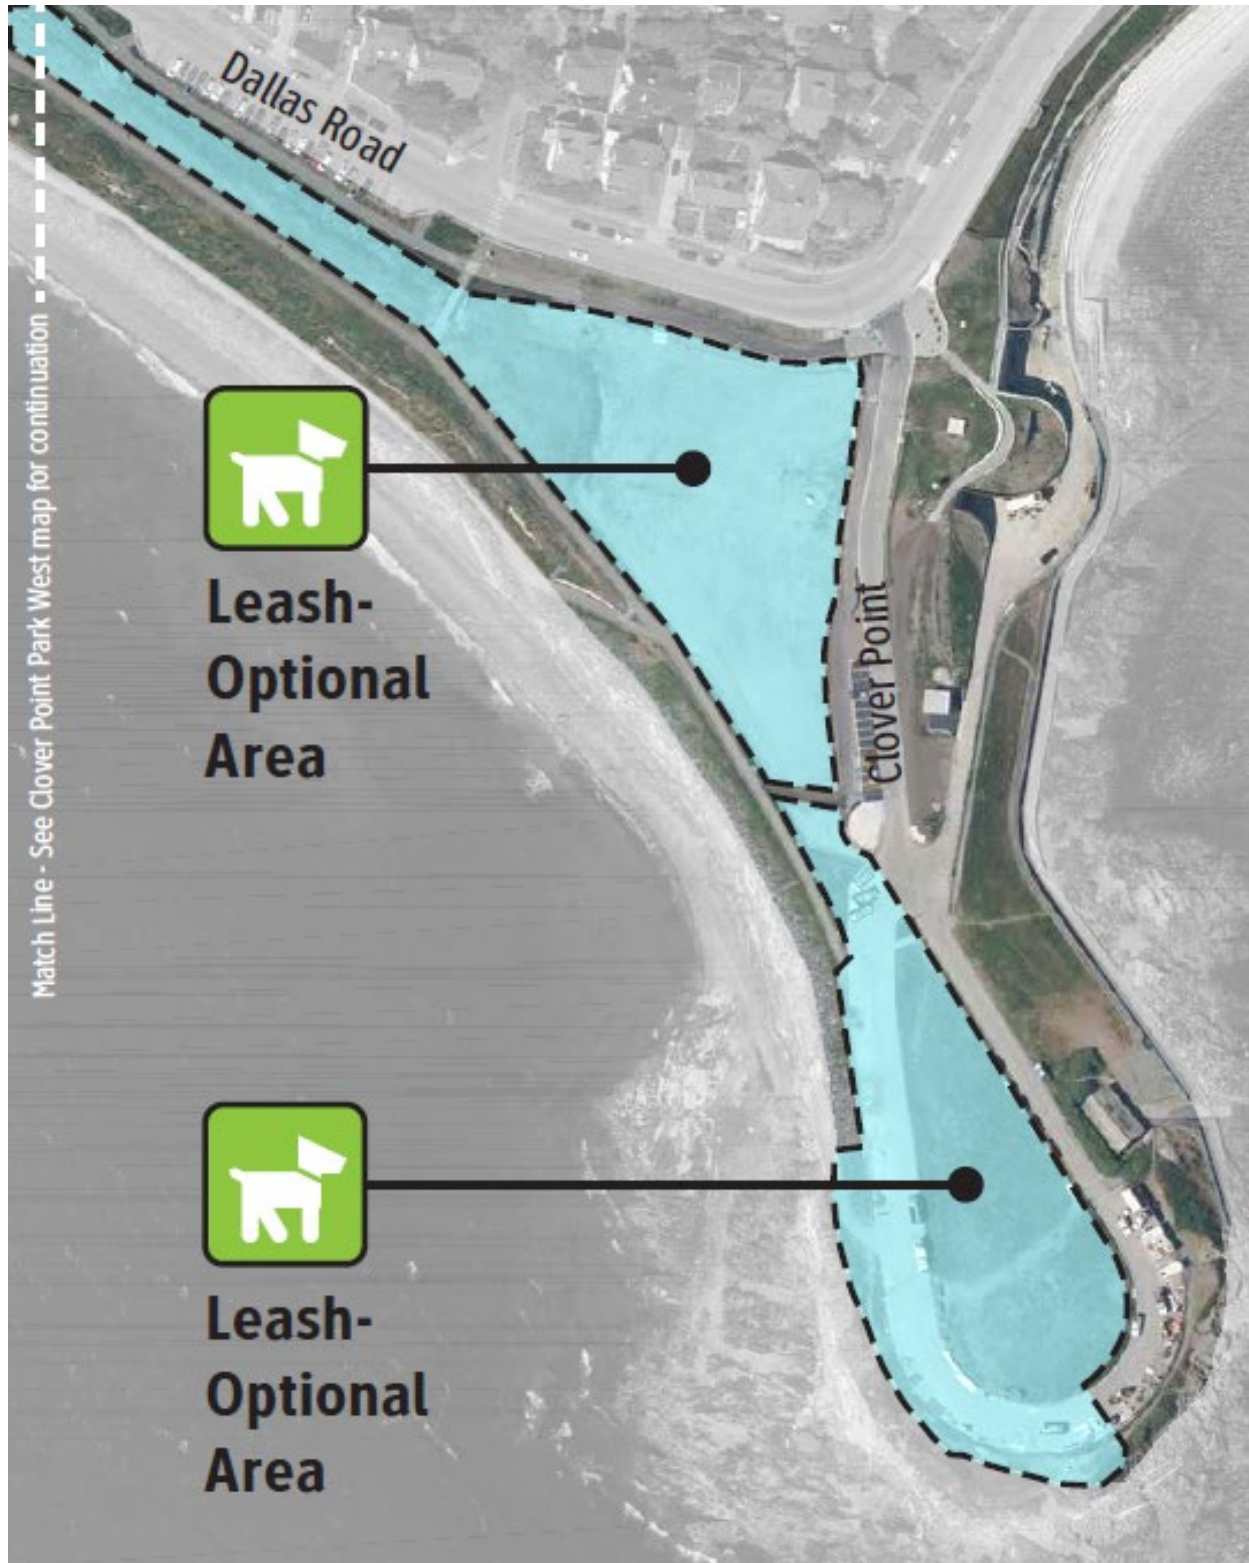 Dallas Road
Match Line - See Clover Point Park West map for continuation
Leash-
Optional
Area
Clover Point
Leash-
Optional
Area